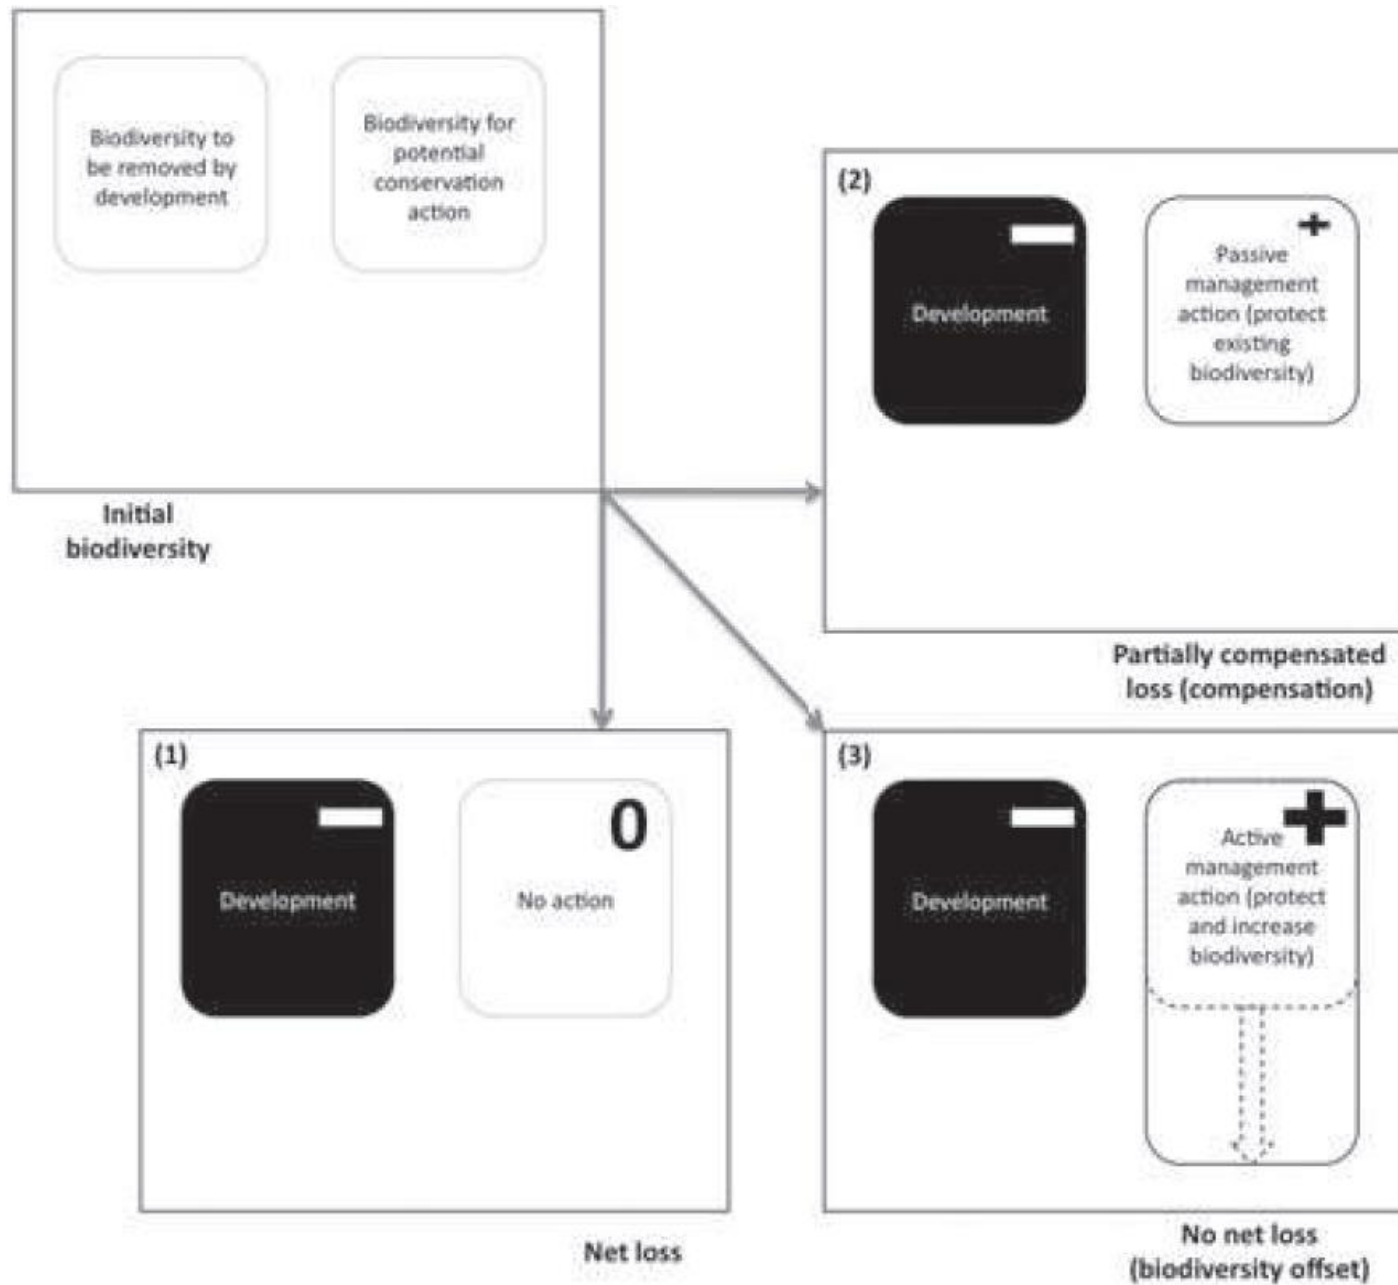 Biodiversity to
be removed by
development
Biodiversity for
potential
conservation
action
Initial
biodiversity
(2)
Development
+
Passive
management
action (protect
existing
biodiversity)
Partially compensated
loss (compensation)
(1)
Development
0
No action
Net loss
(3)
Development
+
Active
management
action (protect
and increase
biodiversity)
No net loss
(biodiversity offset)